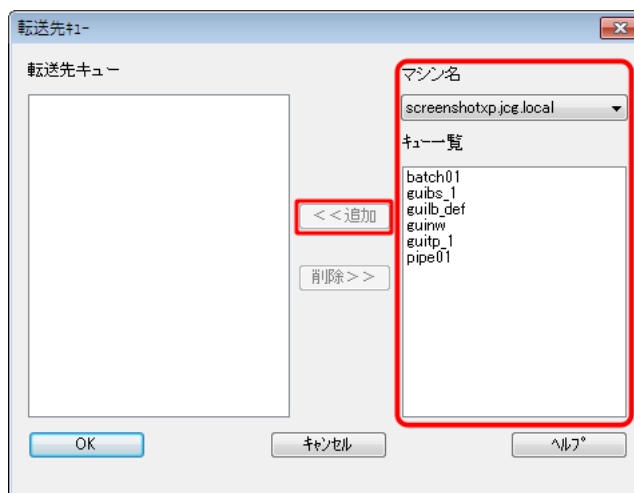 転送先ｷｭｰ
転送先キュー
マシン名
screenshotxp.jcg.local
ｷｭｰ一覧
batch01
guibs_1
guilb_def
guinw
guitp_1
pipe01
<<追加
削除>>
OK
ｷｬﾝｾﾙ
ﾍﾙﾌﾟ